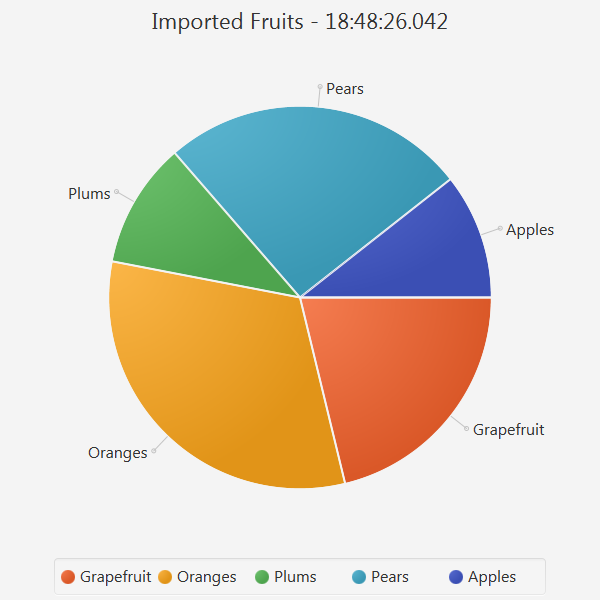 Imported Fruits - 18:48:26.042
Pears
Plums
Apples
Grapefruit
Oranges
Grapefruit Oranges Plums Pears Apples